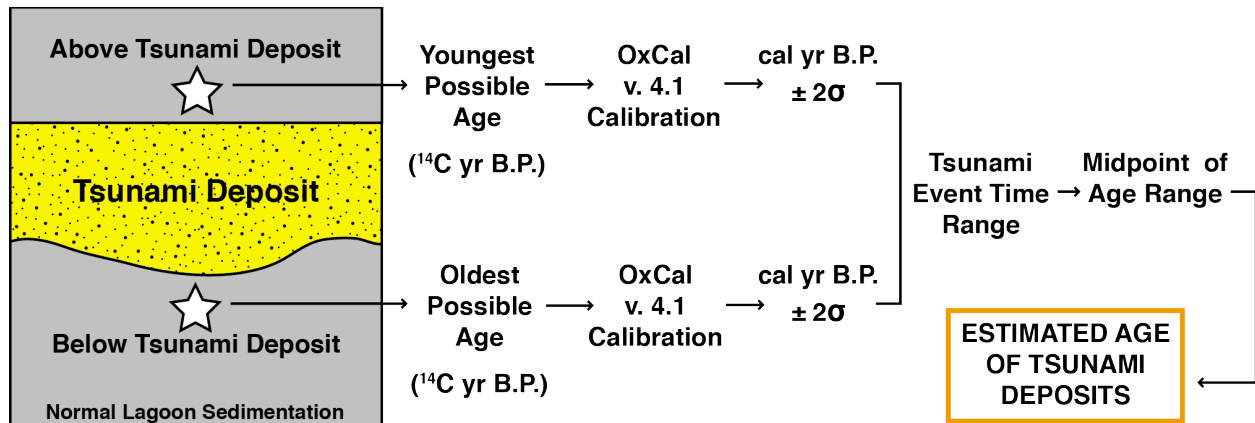 Above Tsunami Deposit
Tsunami Deposit
Below Tsunami Deposit
Normal Lagoon Sedimentation
Youngest
Possible
Age
(¹⁴C yr B.P.)
OxCal
v. 4.1
Calibration
cal yr B.P.
± 2σ
Oldest
Possible
Age
(¹⁴C yr B.P.)
OxCal
v. 4.1
Calibration
cal yr B.P.
± 2σ
Tsunami
Event Time
Range
Midpoint of
Age Range
ESTIMATED AGE
OF TSUNAMI
DEPOSITS